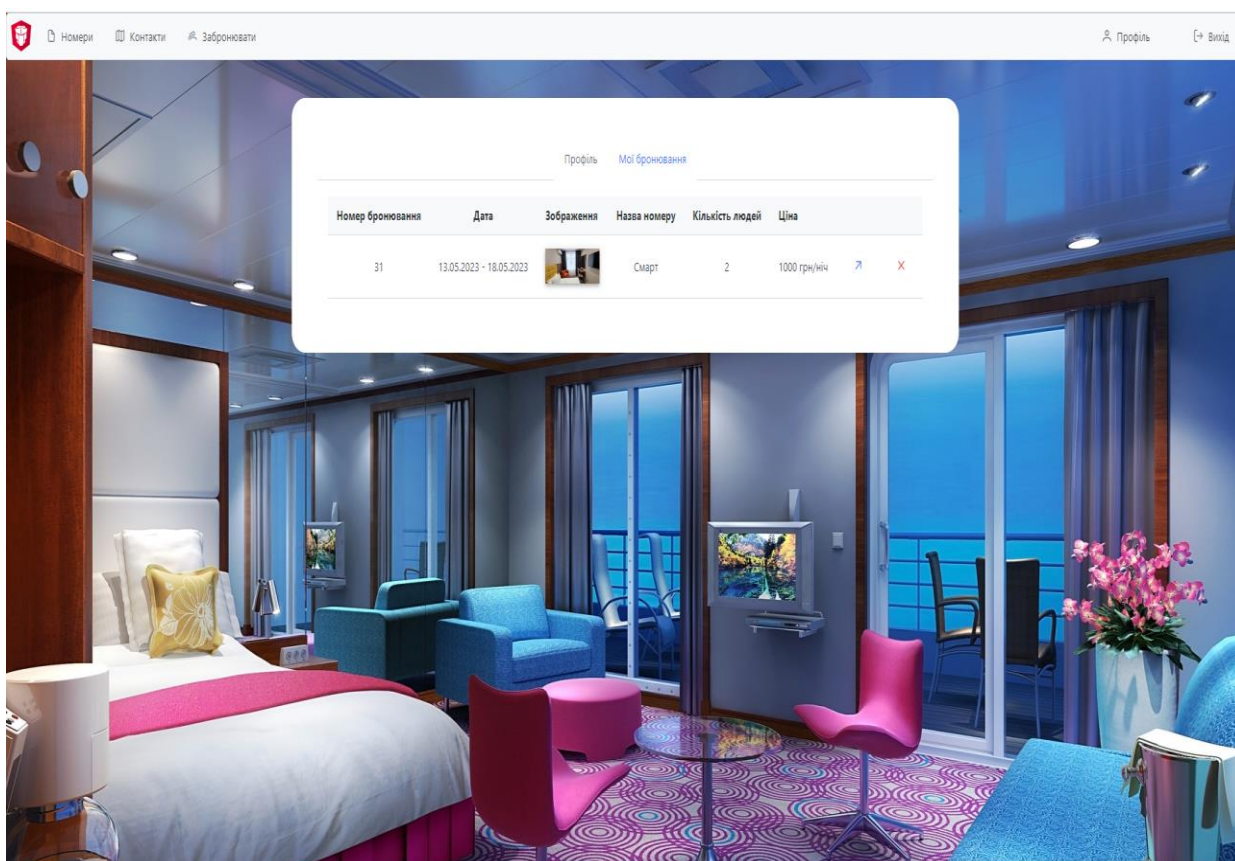 Номери Контакти Забронювати Профіль Вихід
Профіль Мої бронювання
Номер бронювання Дата Зображення Назва номеру Кількість людей Ціна
31 13.05.2023 - 18.05.2023 Смарт 2 1000 грн/ніч